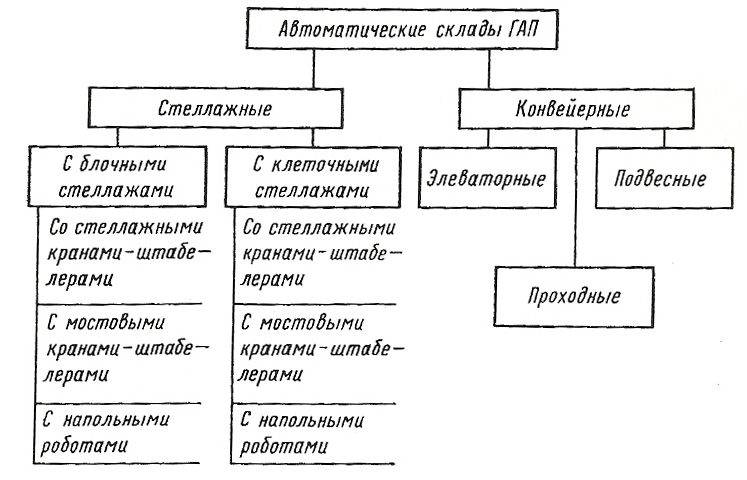 Автоматические склады ГАП
Стеллажные
Конвейерные
С блочными
стеллажами
С клеточными
стеллажами
Элеваторные
Подвесные
Со стеллажными
кранами-штабе-
лерами
Со стеллажными
кранами-штабе-
лерами
Проходные
С мостовыми
кранами-штабе-
лерами
С мостовыми
кранами-штабе-
лерами
С напольными
роботами
С напольными
роботами